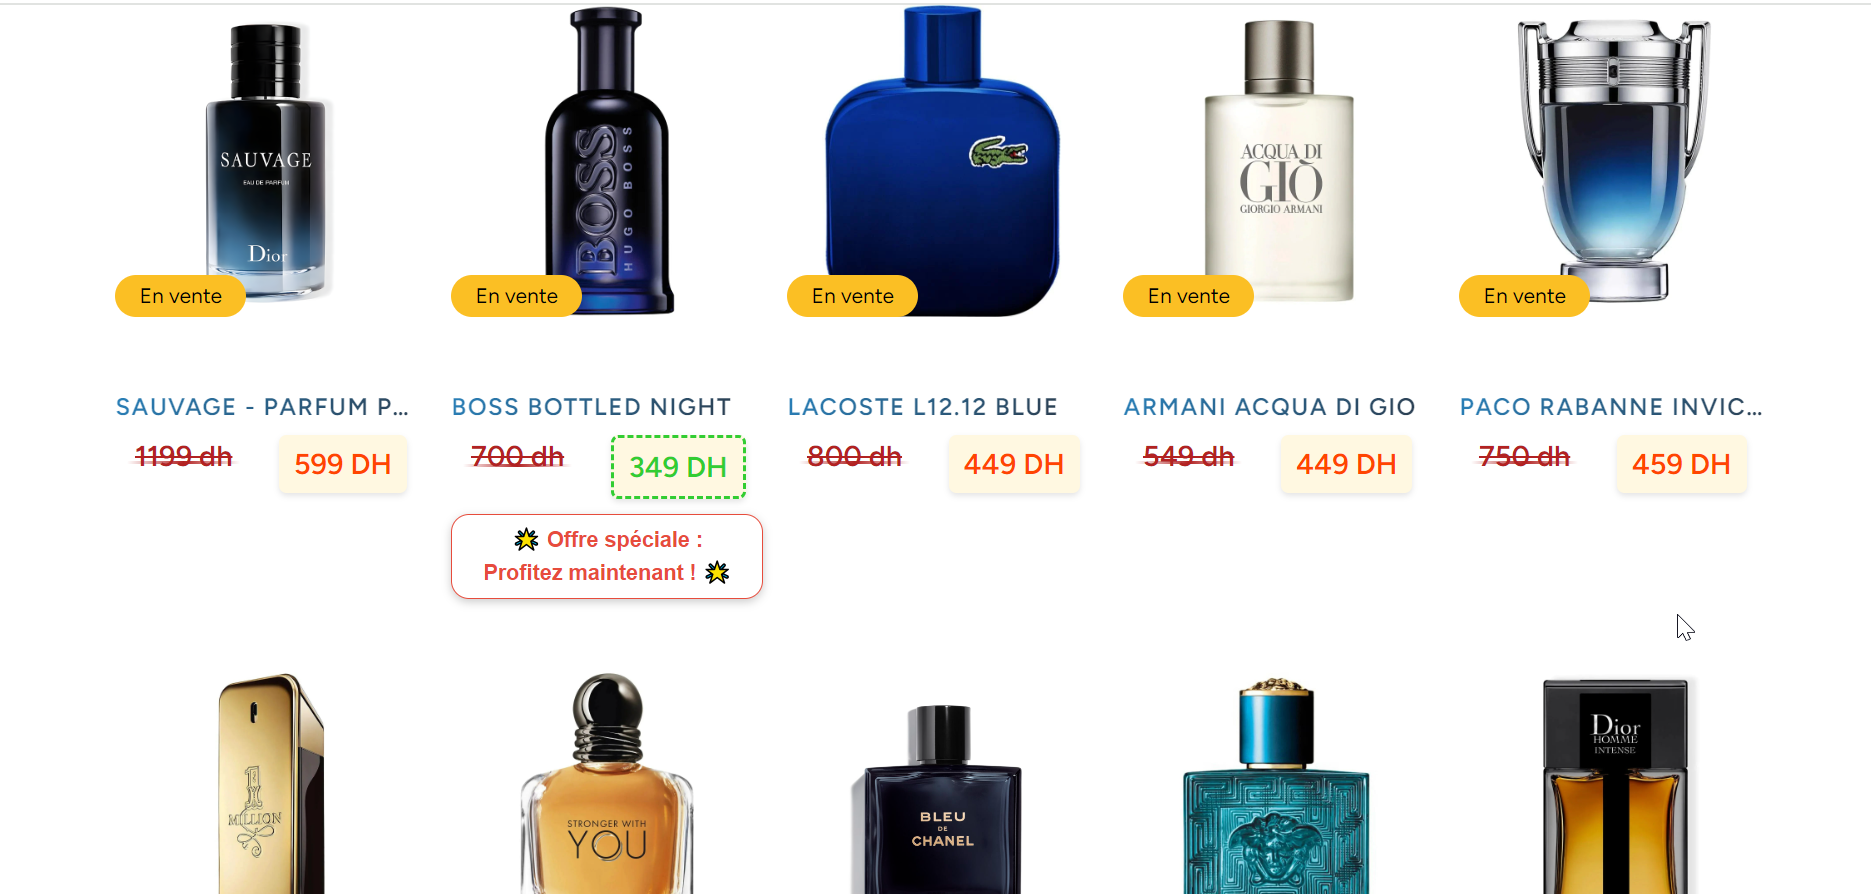 SAUVAGE
EAU DE PARFUM
Dior
BOSS
HUGO BOSS
ACQUA DI
GIÒ
GIORGIO ARMANI
En vente
En vente
En vente
En vente
En vente
SAUVAGE - PARFUM P...
BOSS BOTTLED NIGHT
LACOSTE L12.12 BLUE
ARMANI ACQUA DI GIO
PACO RABANNE INVIC...
1199 dh
599 DH
700 dh
349 DH
800 dh
449 DH
549 dh
449 DH
750 dh
459 DH
🌟 Offre spéciale :
Profitez maintenant ! 🌟
1
MILLION
STRONGER WITH
YOU
BLEU
DE
CHANEL
Dior
HOMME
INTENSE